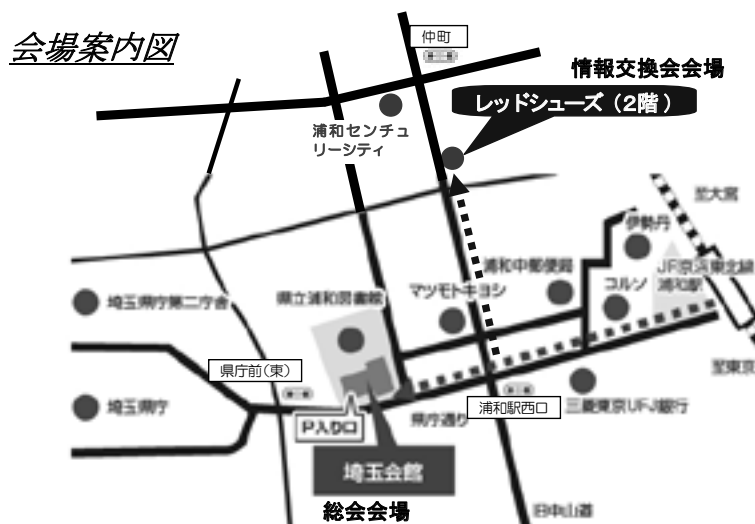 会場案内図
仲町
情報交換会会場
レッドシューズ（2階）
浦和センチュ
リーシティ
至大宮
伊勢丹
JR京浜東北線
浦和駅
浦和中郵便局
コルソ
マツモトキヨシ
県立浦和図書館
埼玉県庁第二庁舎
至東京
県庁前（東）
埼玉県庁
浦和駅西口
三菱東京UFJ銀行
県庁通り
P入り口
埼玉会館
総会会場
旧中山道